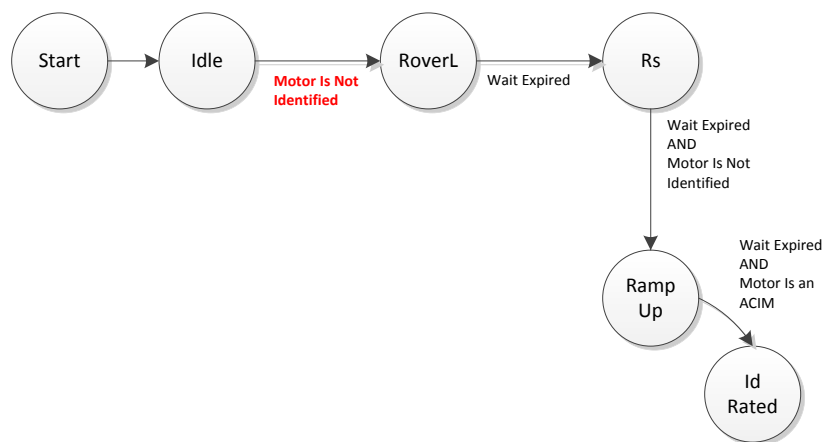 Start
Idle
Motor Is Not
Identified
RoverL
Wait Expired
Rs
Wait Expired
AND
Motor Is Not
Identified
Ramp
Up
Wait Expired
AND
Motor Is an
ACIM
Id
Rated